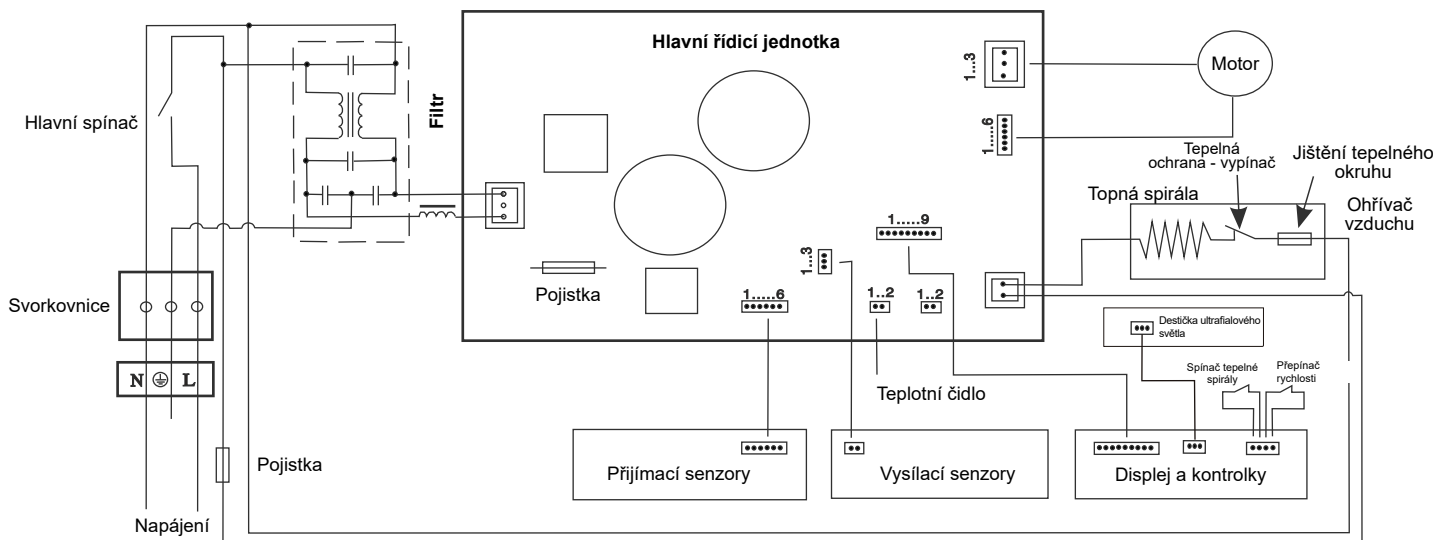 Hlavní řídicí jednotka
1...3
Motor
Hlavní spínač
Filtr
1....6
Tepelná
ochrana - vypínač
Jištění tepelného
okruhu
Topná spirála
Ohřívač
vzduchu
1.....9
1...3
Svorkovnice
Pojistka
1.....6
1..2
1..2
Destička ultrafialového
světla
N L
Teplotní čidlo
Spínač tepelné
spirály
Přepínač
rychlosti
Pojistka
Přijímací senzory
Vysílací senzory
Displej a kontrolky
Napájení